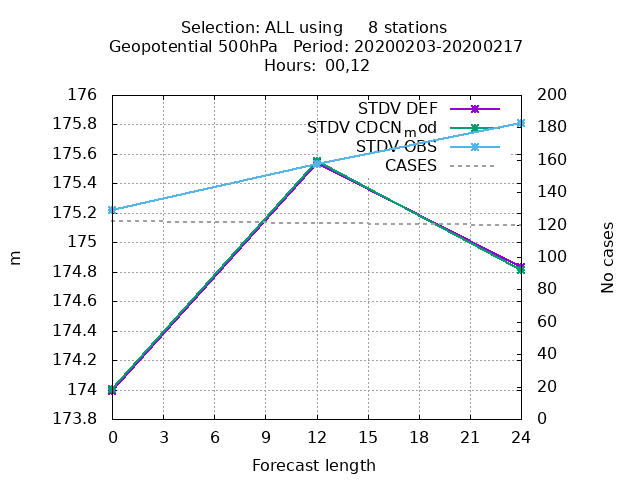 Selection: ALL using     8 stations
Geopotential 500hPa   Period: 20200203-20200217
Hours: 00,12
176
175.8
175.6
175.4
175.2
175
174.8
174.6
174.4
174.2
174
173.8
m
STDV DEF
STDV CDCN_mod
STDV OBS
CASES
200
180
160
140
120
100
80
60
40
20
0
No cases
0 3 6 9 12 15 18 21 24
Forecast length